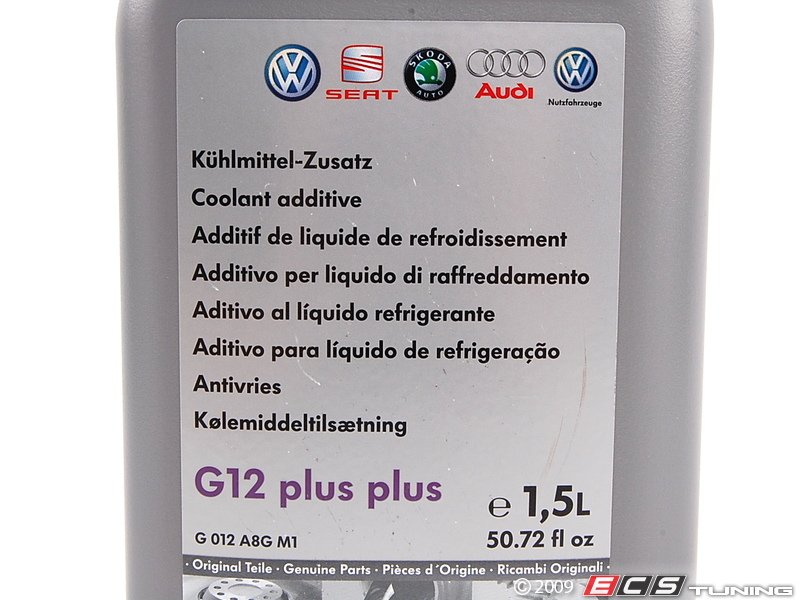 SEAT
SKODA
AUTO
Audi
Nutzfahrzeuge
Kühlmittel-Zusatz
Coolant additive
Additif de liquide de refroidissement
Additivo per liquido di raffreddamento
Aditivo al líquido refrigerante
Aditivo para líquido de refrigeração
Antivries
Kølemiddeltilsætning
G12 plus plus
℮ 1,5L
G 012 A8G M1
50.72 fl oz
· Original Teile · Genuine Parts · Pièces d´Origine · Ricambi Originali ·
© 2009 ECS TUNING